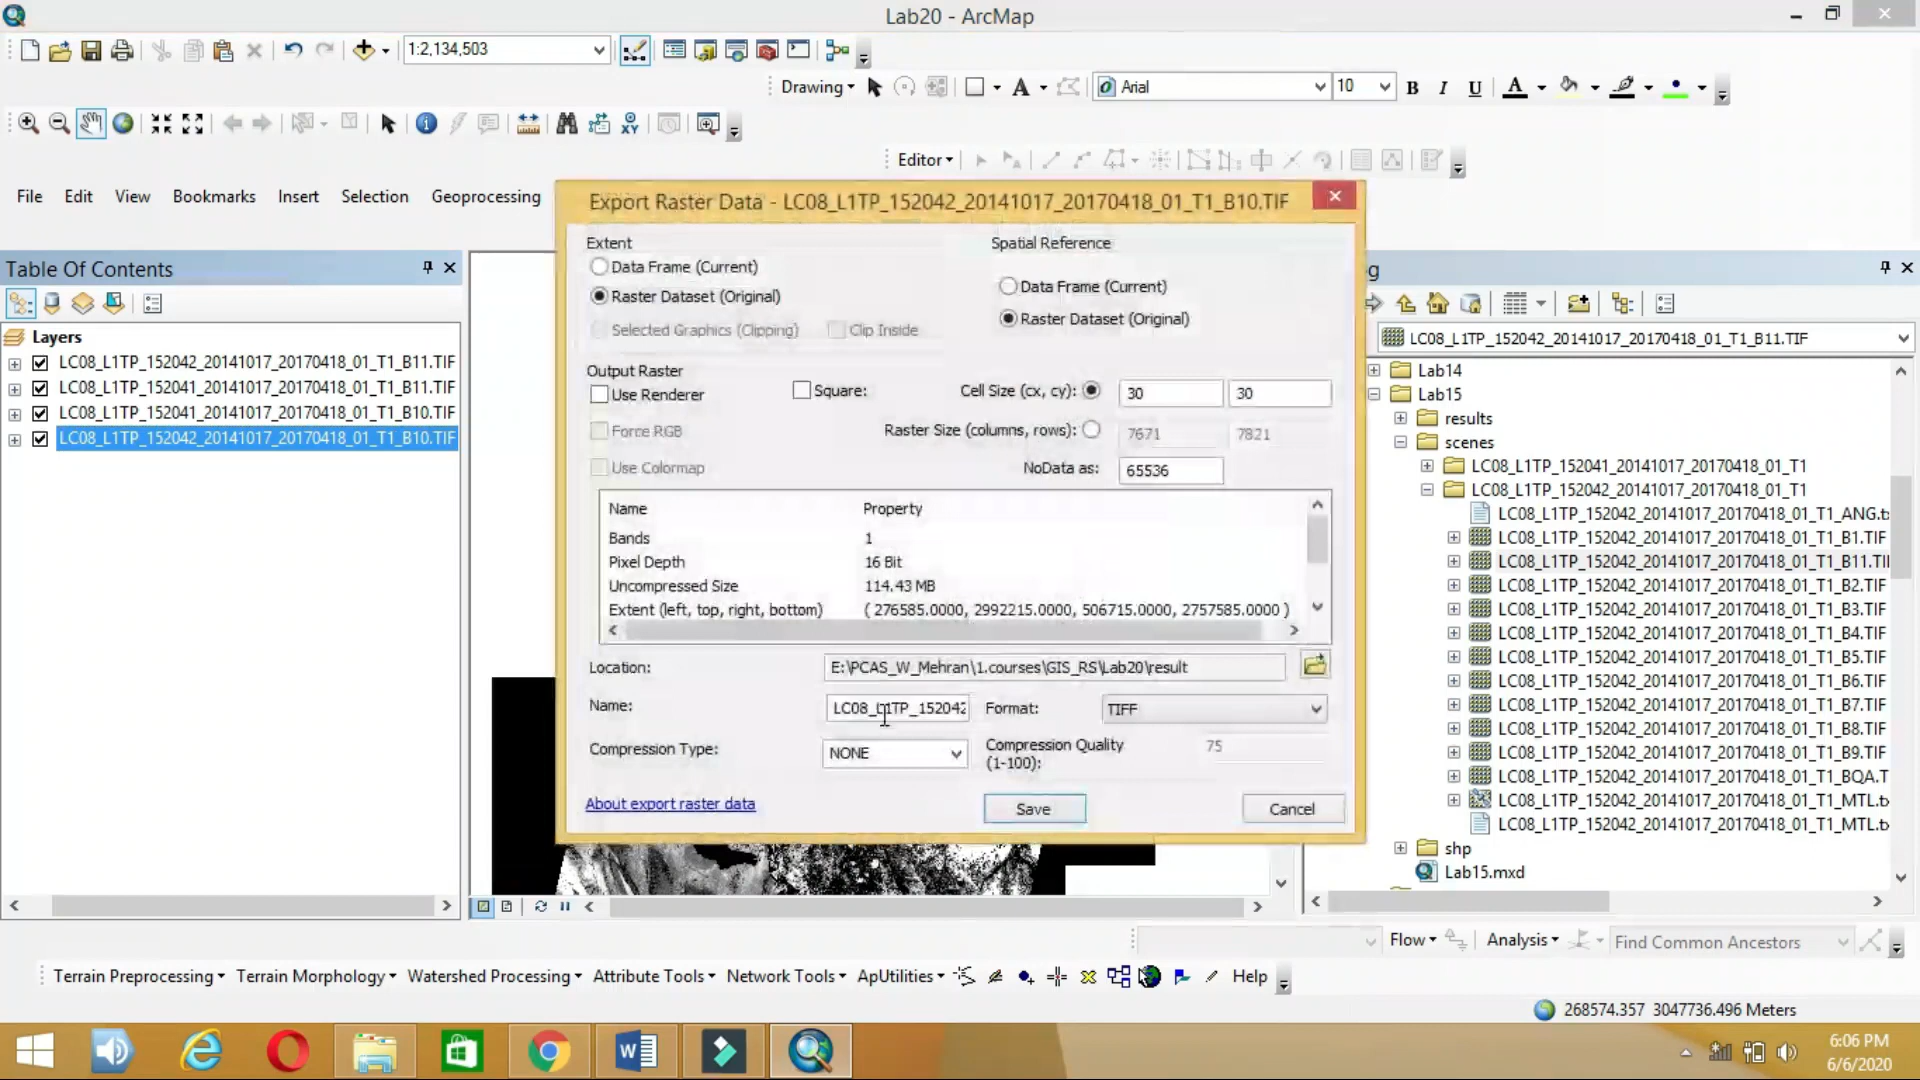 Lab20 - ArcMap
1:2,134,503
Drawing
Arial
10
B I U A
Editor
File Edit View Bookmarks Insert Selection Geoprocessing
Table Of Contents
Layers
LC08_L1TP_152042_20141017_20170418_01_T1_B11.TIF
LC08_L1TP_152041_20141017_20170418_01_T1_B11.TIF
LC08_L1TP_152041_20141017_20170418_01_T1_B10.TIF
LC08_L1TP_152042_20141017_20170418_01_T1_B10.TIF
Export Raster Data - LC08_L1TP_152042_20141017_20170418_01_T1_B10.TIF
Extent
Data Frame (Current)
Raster Dataset (Original)
Selected Graphics (Clipping)
Clip Inside
Spatial Reference
Data Frame (Current)
Raster Dataset (Original)
Output Raster
Use Renderer
Square:
Cell Size (cx, cy):
30
30
Force RGB
Raster Size (columns, rows):
7671
7821
Use Colormap
NoData as:
65536
Name Property
Bands 1
Pixel Depth 16 Bit
Uncompressed Size 114.43 MB
Extent (left, top, right, bottom) ( 276585.0000, 2992215.0000, 506715.0000, 2757585.0000 )
Location:
E:\PCAS_W_Mehran\1.courses\GIS_RS\Lab20\result
Name:
LC08_L1TP_152042
Format:
TIFF
Compression Type:
NONE
Compression Quality
(1-100):
75
About export raster data
Save
Cancel
g
LC08_L1TP_152042_20141017_20170418_01_T1_B11.TIF
Lab14
Lab15
results
scenes
LC08_L1TP_152041_20141017_20170418_01_T1
LC08_L1TP_152042_20141017_20170418_01_T1
LC08_L1TP_152042_20141017_20170418_01_T1_ANG.t
LC08_L1TP_152042_20141017_20170418_01_T1_B1.TIF
LC08_L1TP_152042_20141017_20170418_01_T1_B11.TI
LC08_L1TP_152042_20141017_20170418_01_T1_B2.TIF
LC08_L1TP_152042_20141017_20170418_01_T1_B3.TIF
LC08_L1TP_152042_20141017_20170418_01_T1_B4.TIF
LC08_L1TP_152042_20141017_20170418_01_T1_B5.TIF
LC08_L1TP_152042_20141017_20170418_01_T1_B6.TIF
LC08_L1TP_152042_20141017_20170418_01_T1_B7.TIF
LC08_L1TP_152042_20141017_20170418_01_T1_B8.TIF
LC08_L1TP_152042_20141017_20170418_01_T1_B9.TIF
LC08_L1TP_152042_20141017_20170418_01_T1_BQA.T
LC08_L1TP_152042_20141017_20170418_01_T1_MTL.t
LC08_L1TP_152042_20141017_20170418_01_T1_MTL.t
shp
Lab15.mxd
Flow Analysis Find Common Ancestors
Terrain Preprocessing Terrain Morphology Watershed Processing Attribute Tools Network Tools ApUtilities Help
268574.357 3047736.496 Meters
6:06 PM
6/6/2020